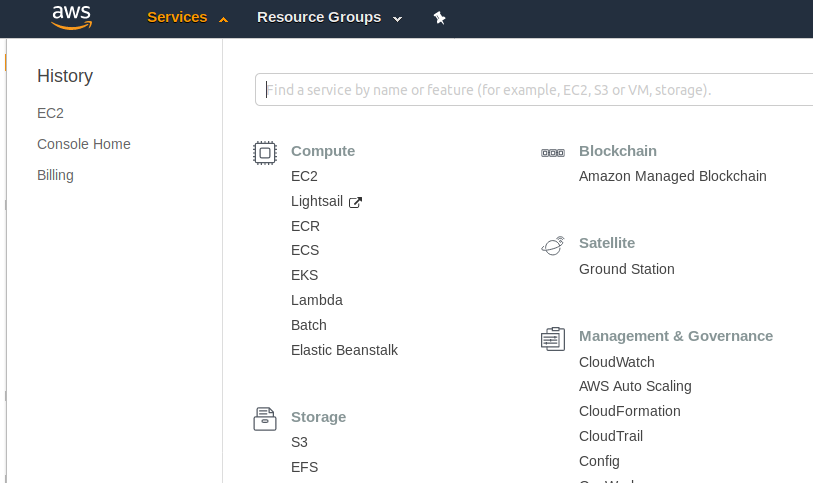 aws Services Resource Groups
History
EC2
Console Home
Billing
Find a service by name or feature (for example, EC2, S3 or VM, storage).
Compute
EC2
Lightsail
ECR
ECS
EKS
Lambda
Batch
Elastic Beanstalk
Storage
S3
EFS
Blockchain
Amazon Managed Blockchain
Satellite
Ground Station
Management & Governance
CloudWatch
AWS Auto Scaling
CloudFormation
CloudTrail
Config